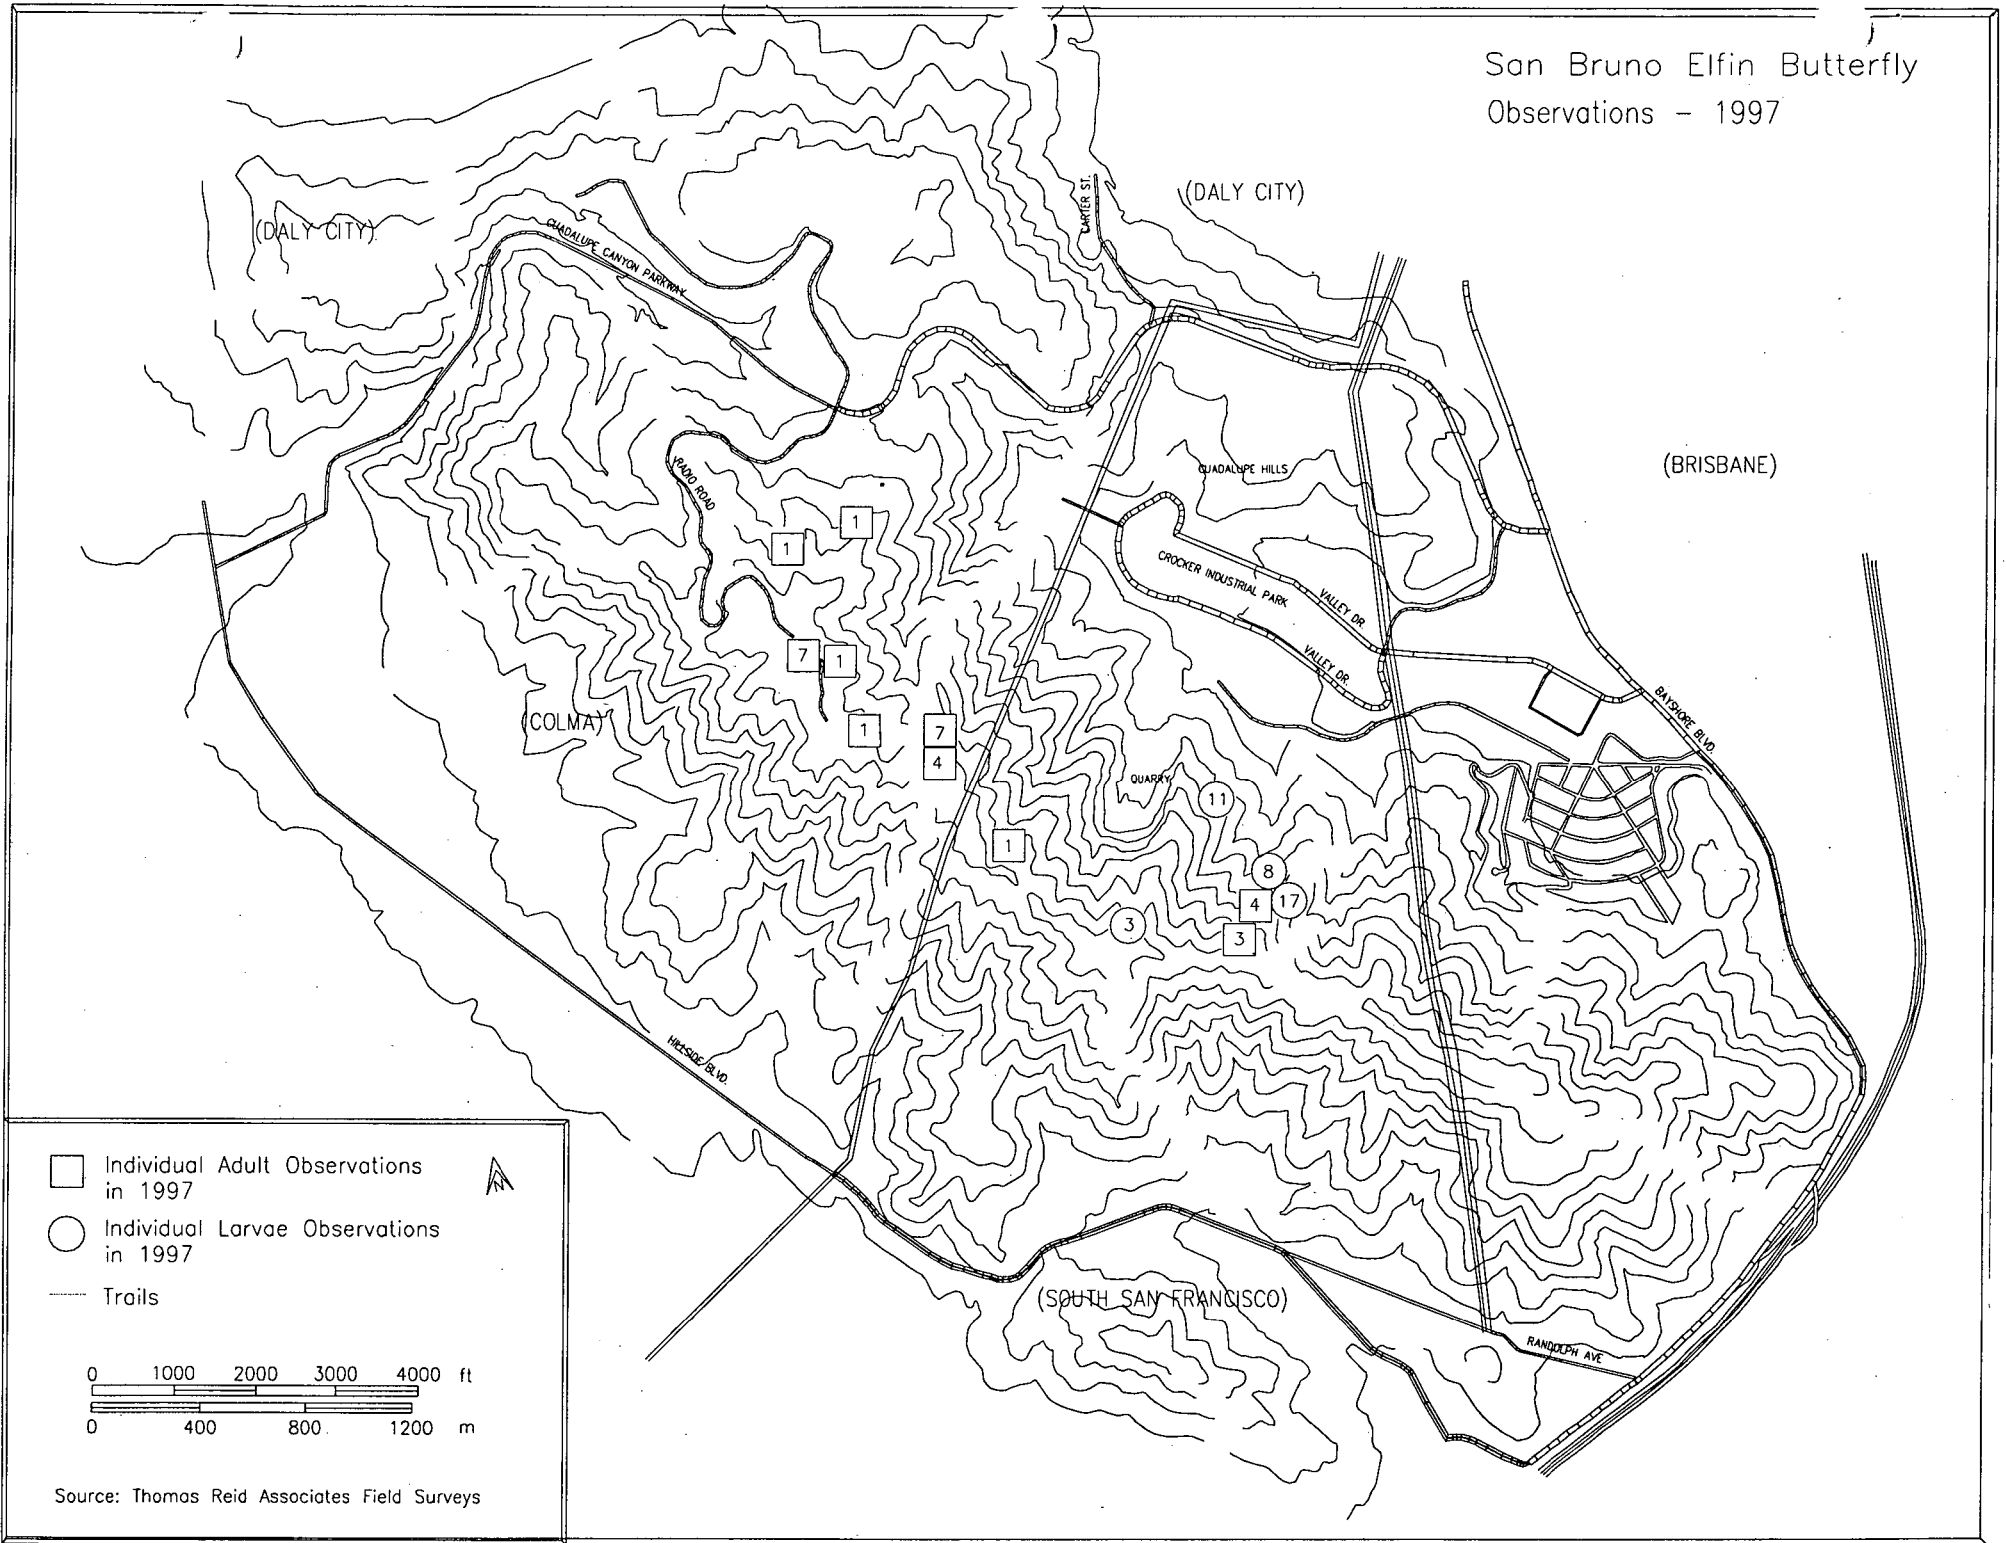 San Bruno Elfin Butterfly
Observations - 1997
(DALY CITY)
CARTER ST.
(DALY CITY)
GUADALUPE CANYON PARKWAY
(BRISBANE)
GUADALUPE HILLS
RADIO ROAD
1
1
CROCKER INDUSTRIAL PARK
VALLEY DR.
VALLEY DR.
7
1
BAYSHORE BLVD.
(COLMA)
1
7
4
QUARRY
11
1
8
4
17
3
3
HILLSIDE BLVD.
(SOUTH SAN FRANCISCO)
RANDOLPH AVE
Individual Adult Observations
in 1997
N
Individual Larvae Observations
in 1997
Trails
0 1000 2000 3000 4000 ft
0 400 800 1200 m
Source: Thomas Reid Associates Field Surveys